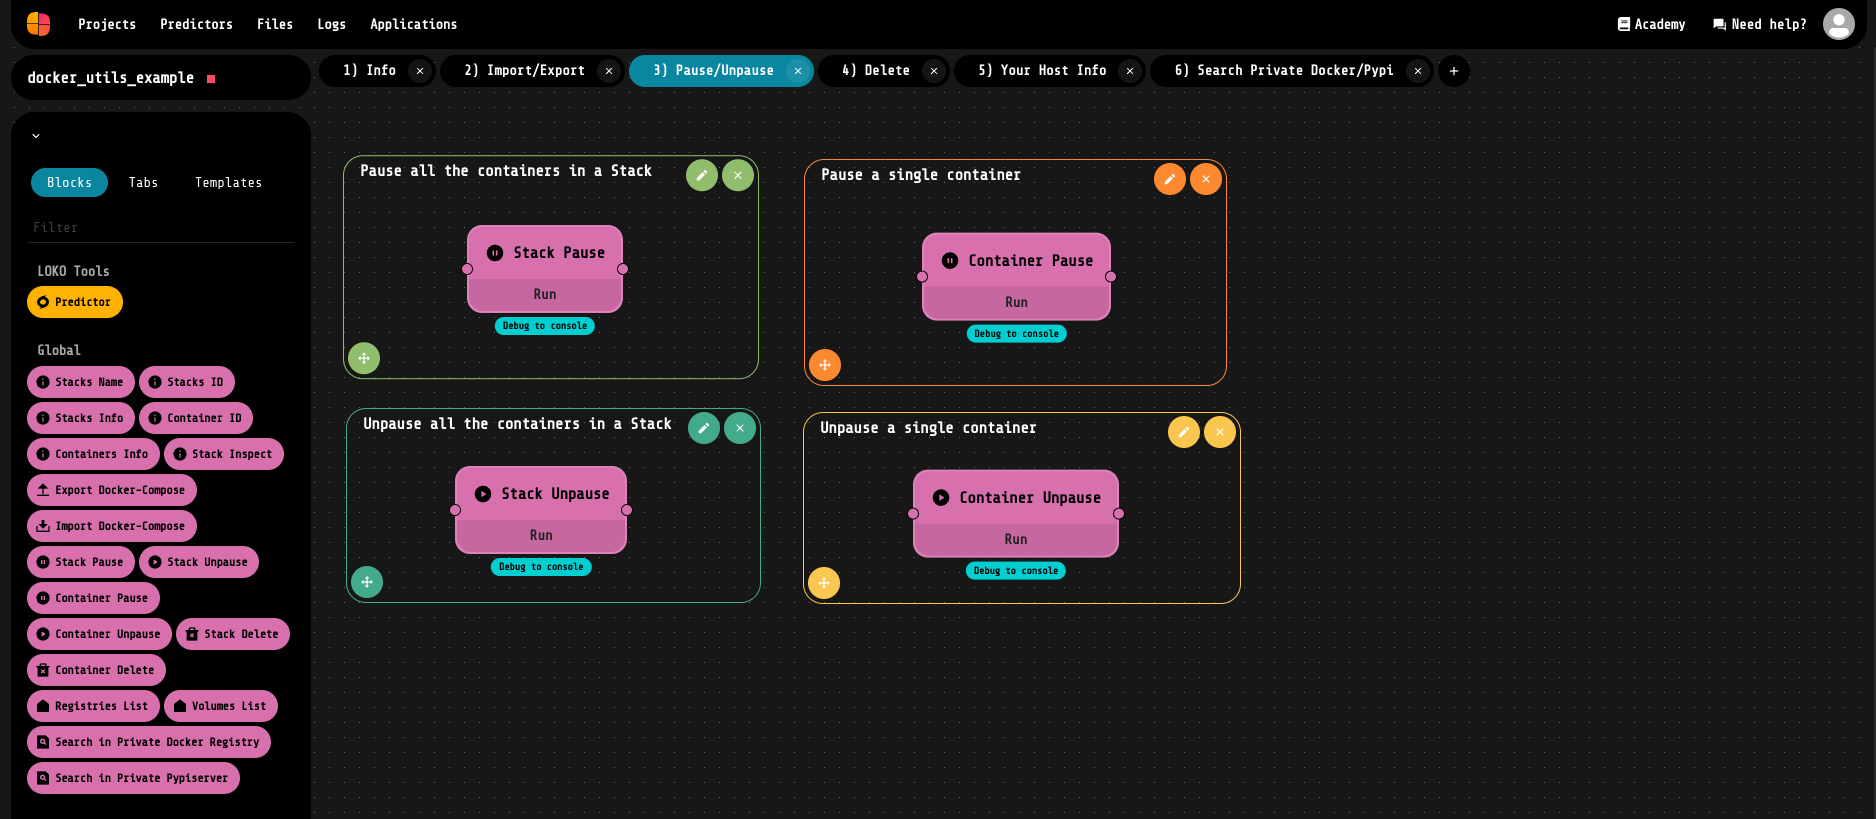 Projects Predictors Files Logs Applications Academy Need help?
docker_utils_example
1) Info 2) Import/Export 3) Pause/Unpause 4) Delete 5) Your Host Info 6) Search Private Docker/Pypi
Blocks Tabs Templates
Filter
LOKO Tools
Predictor
Global
Stacks Name Stacks ID
Stacks Info Container ID
Containers Info Stack Inspect
Export Docker-Compose
Import Docker-Compose
Stack Pause Stack Unpause
Container Pause
Container Unpause Stack Delete
Container Delete
Registries List Volumes List
Search in Private Docker Registry
Search in Private Pypiserver
Pause all the containers in a Stack
Stack Pause
Run
Debug to console
Pause a single container
Container Pause
Run
Debug to console
Unpause all the containers in a Stack
Stack Unpause
Run
Debug to console
Unpause a single container
Container Unpause
Run
Debug to console